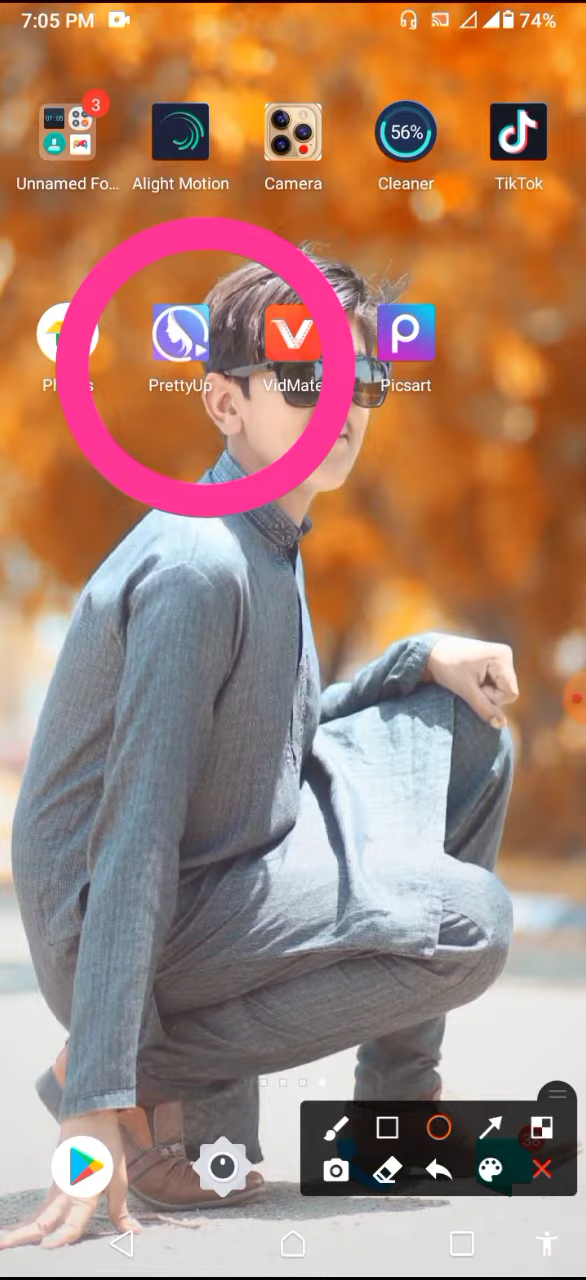 7:05 PM 74%
07 05
3
56%
Unnamed Fo... Alight Motion Camera Cleaner TikTok
PrettyUp VidMate Picsart